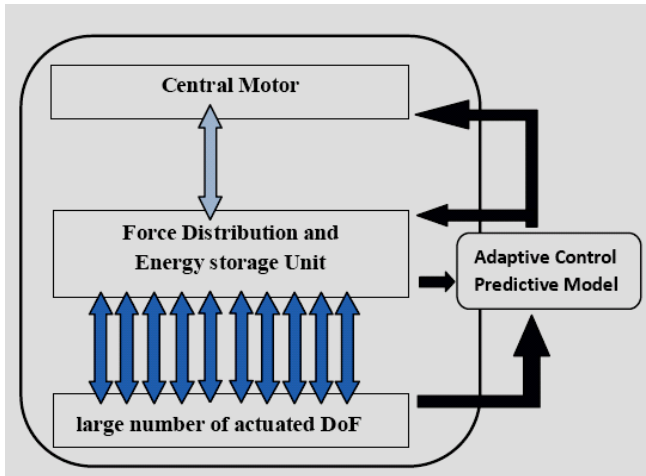 Central Motor
Force Distribution and
Energy storage Unit
Adaptive Control
Predictive Model
large number of actuated DoF